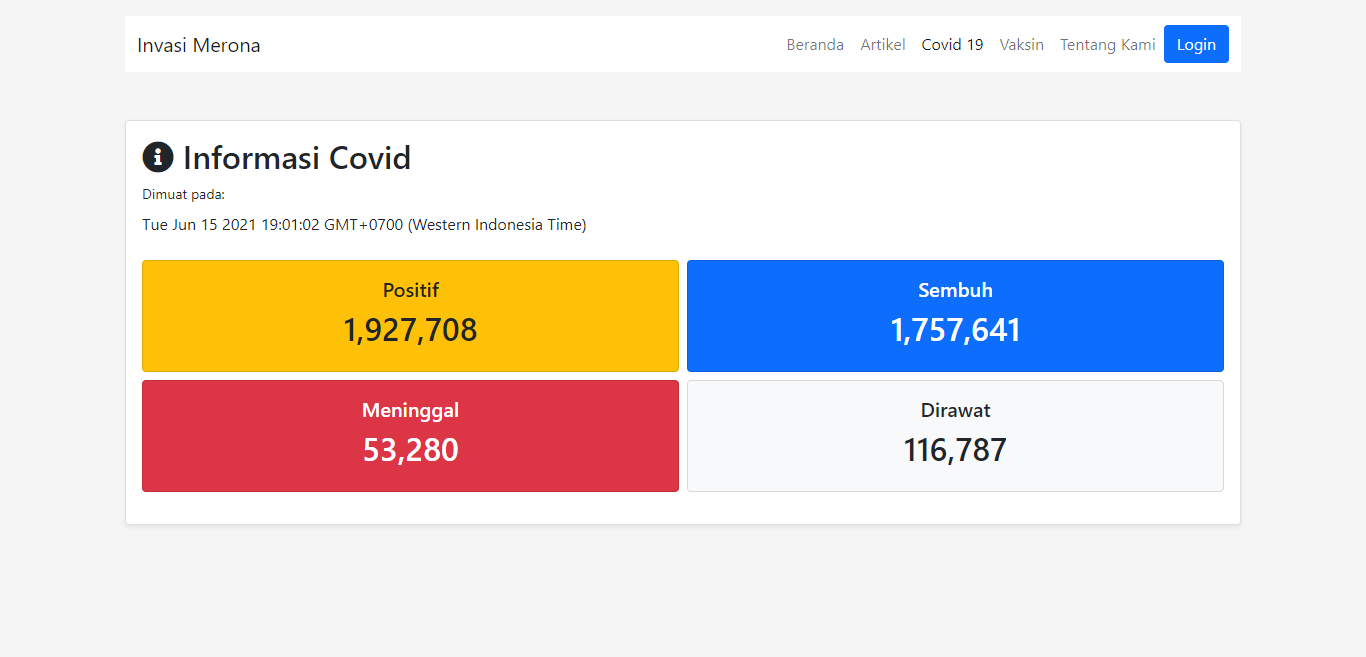 Invasi Merona
Beranda Artikel Covid 19 Vaksin Tentang Kami Login
Informasi Covid
Dimuat pada:
Tue Jun 15 2021 19:01:02 GMT+0700 (Western Indonesia Time)
Positif
1,927,708
Sembuh
1,757,641
Meninggal
53,280
Dirawat
116,787